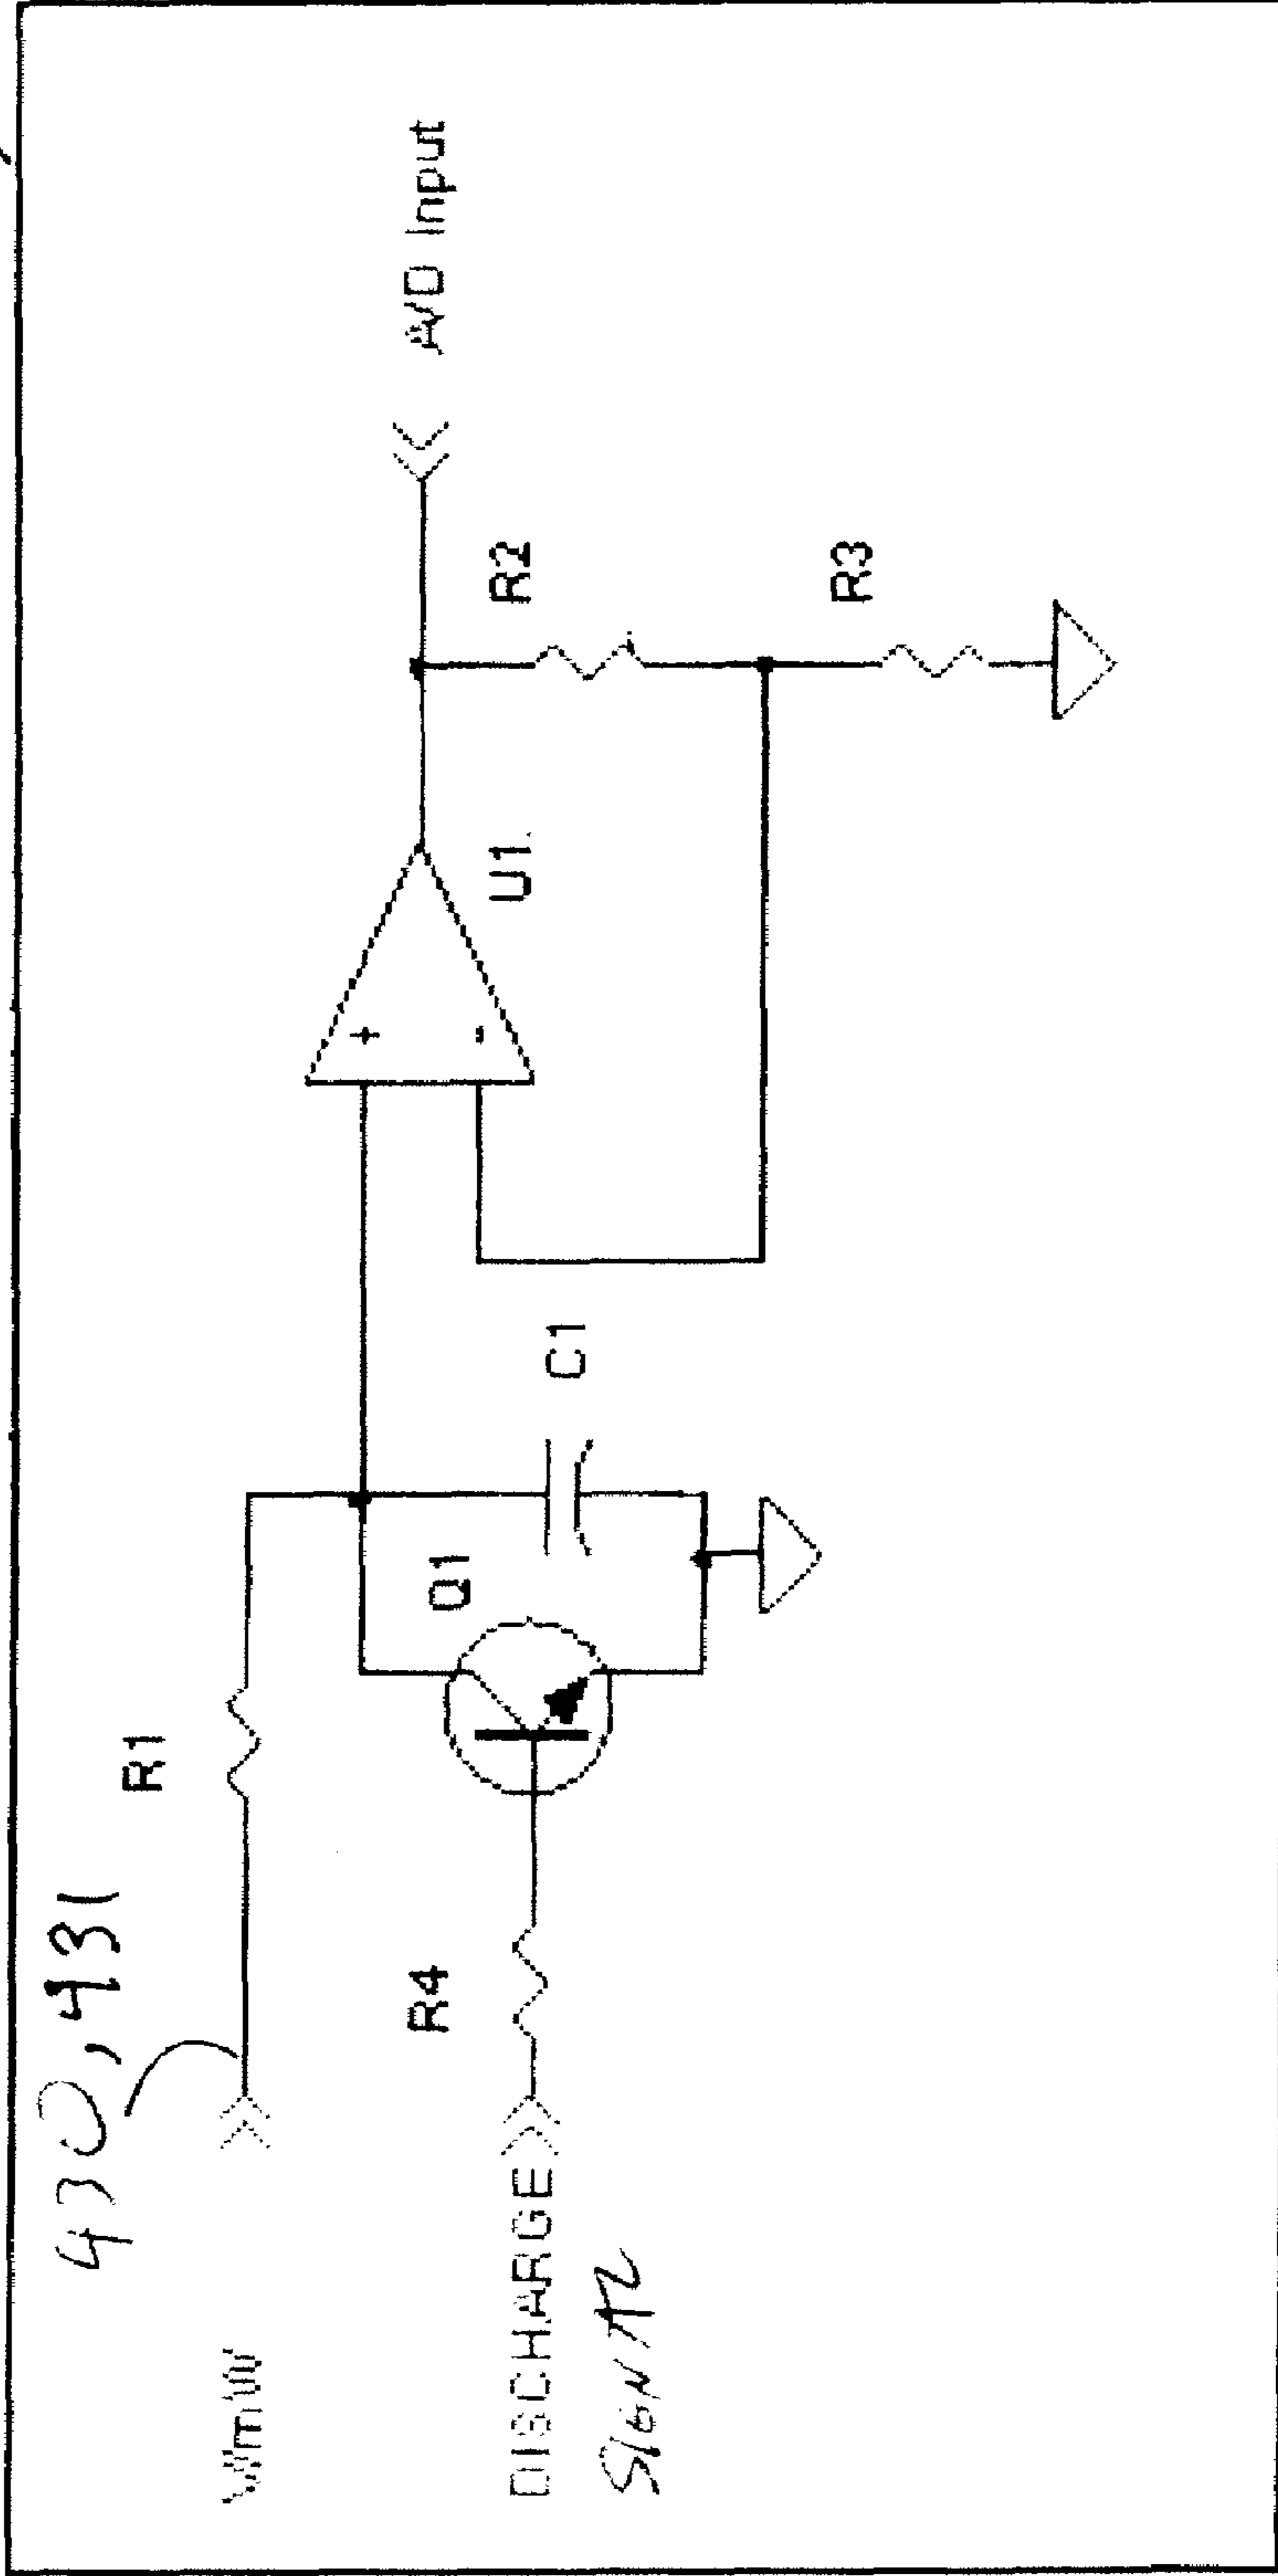 430, 431
R1
DISCHARGE
SIGNAL
R4
Q1
C1
+
-
U1
R2
R3
A/D Input